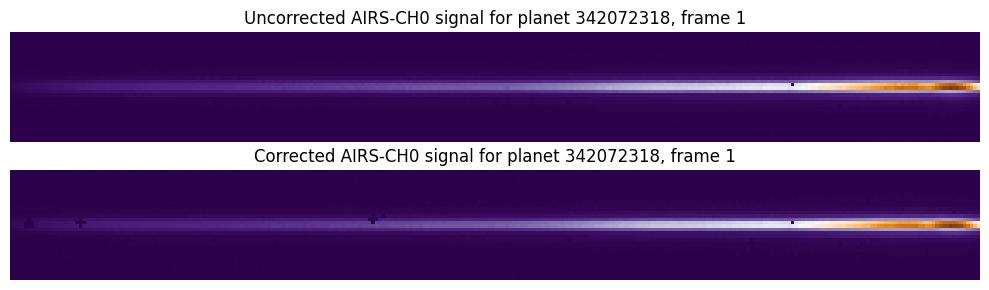 Uncorrected AIRS-CH0 signal for planet 342072318, frame 1
Corrected AIRS-CH0 signal for planet 342072318, frame 1